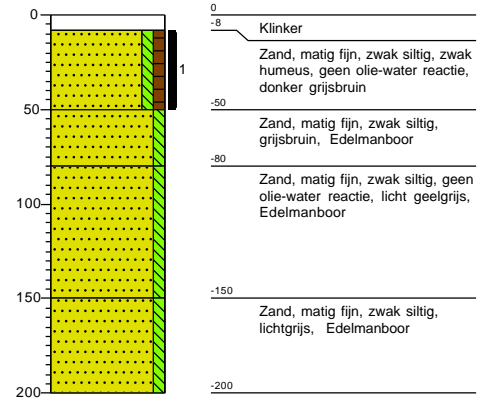 0
50
100
150
200
1
0
-8
Klinker
Zand, matig fijn, zwak siltig, zwak
humeus, geen olie-water reactie,
donker grijsbruin
-50
Zand, matig fijn, zwak siltig,
grijsbruin, Edelmanboor
-80
Zand, matig fijn, zwak siltig, geen
olie-water reactie, licht geelgrijs,
Edelmanboor
-150
Zand, matig fijn, zwak siltig,
lichtgrijs, Edelmanboor
-200